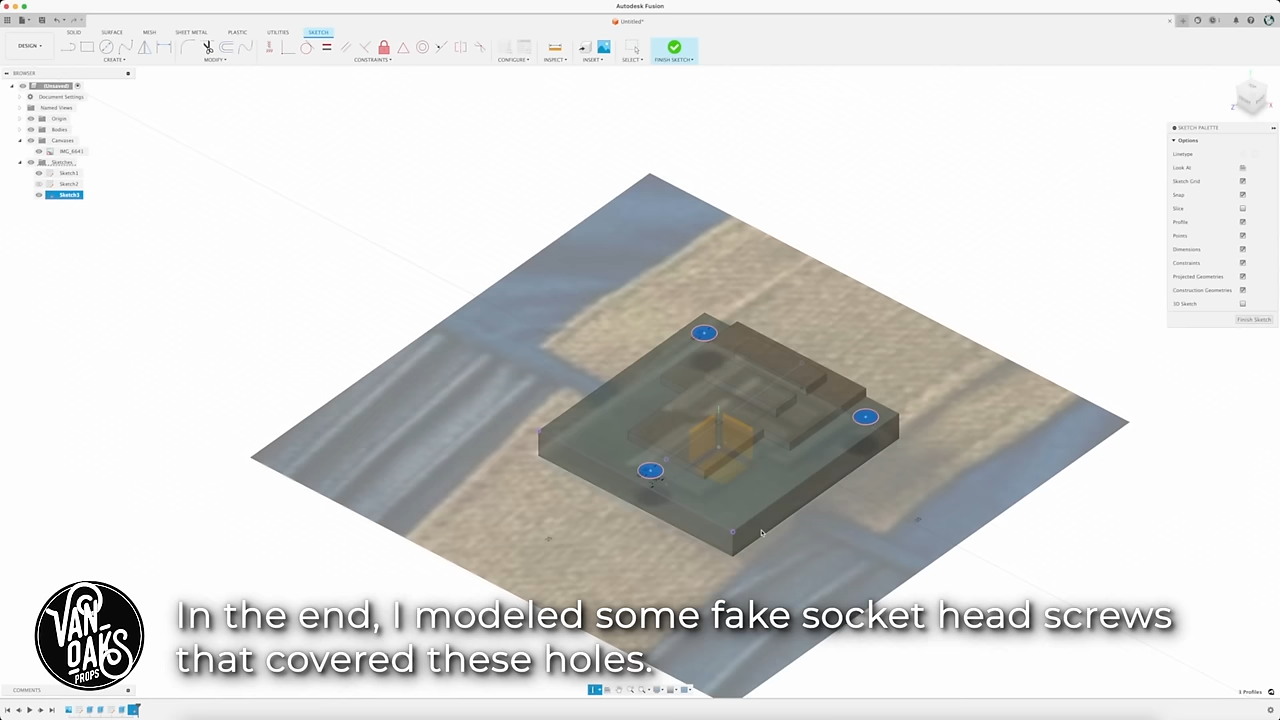 Autodesk Fusion
Untitled*
DESIGN
SOLID SURFACE MESH SHEET METAL PLASTIC UTILITIES SKETCH
CREATE MODIFY CONSTRAINTS CONFIGURE INSPECT INSERT SELECT FINISH SKETCH
BROWSER
(Unsaved)
Document Settings
Named Views
Origin
Bodies
Canvases
IMG_6641
Sketches
Sketch1
Sketch2
Sketch3
SKETCH PALETTE
Options
Linetype
Look At
Sketch Grid
Snap
Slice
Profile
Points
Dimensions
Constraints
Projected Geometries
Construction Geometries
3D Sketch
Finish Sketch
VAN
OAKS
PROPS
In the end, I modeled some fake socket head screws
that covered these holes.
COMMENTS
3 Profiles